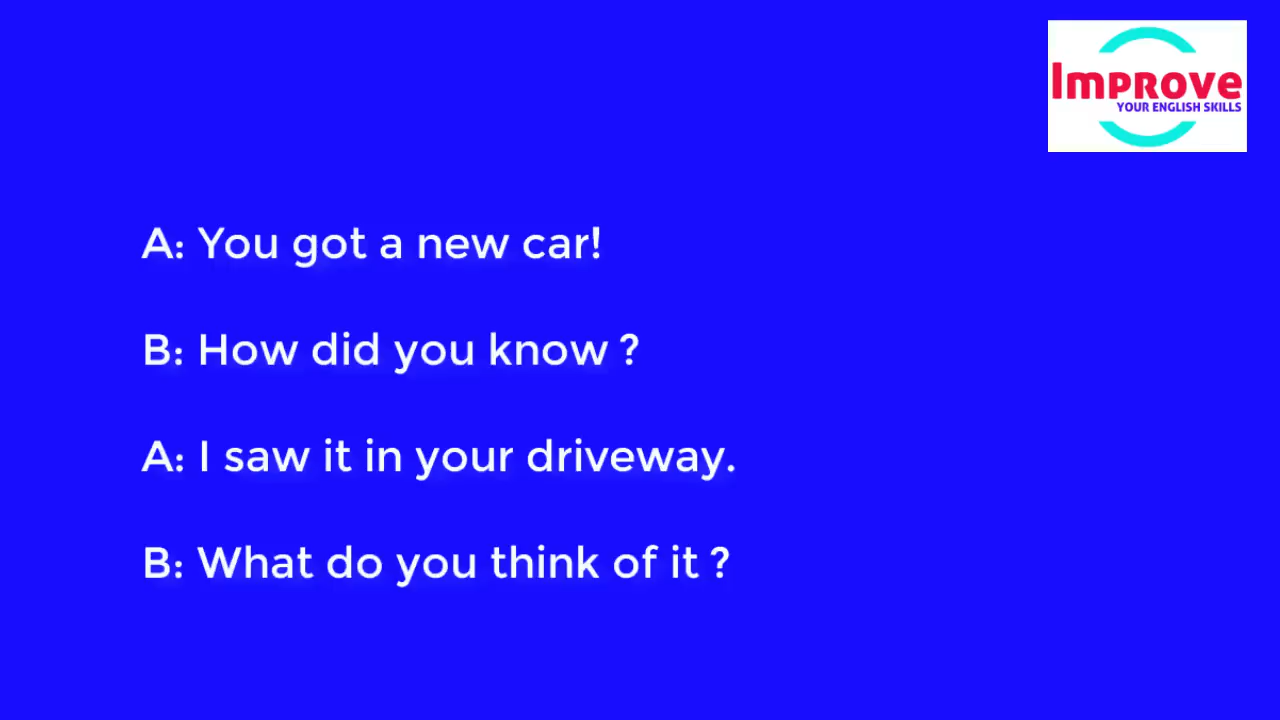 Improve
YOUR ENGLISH SKILLS
A: You got a new car!
B: How did you know ?
A: I saw it in your driveway.
B: What do you think of it ?